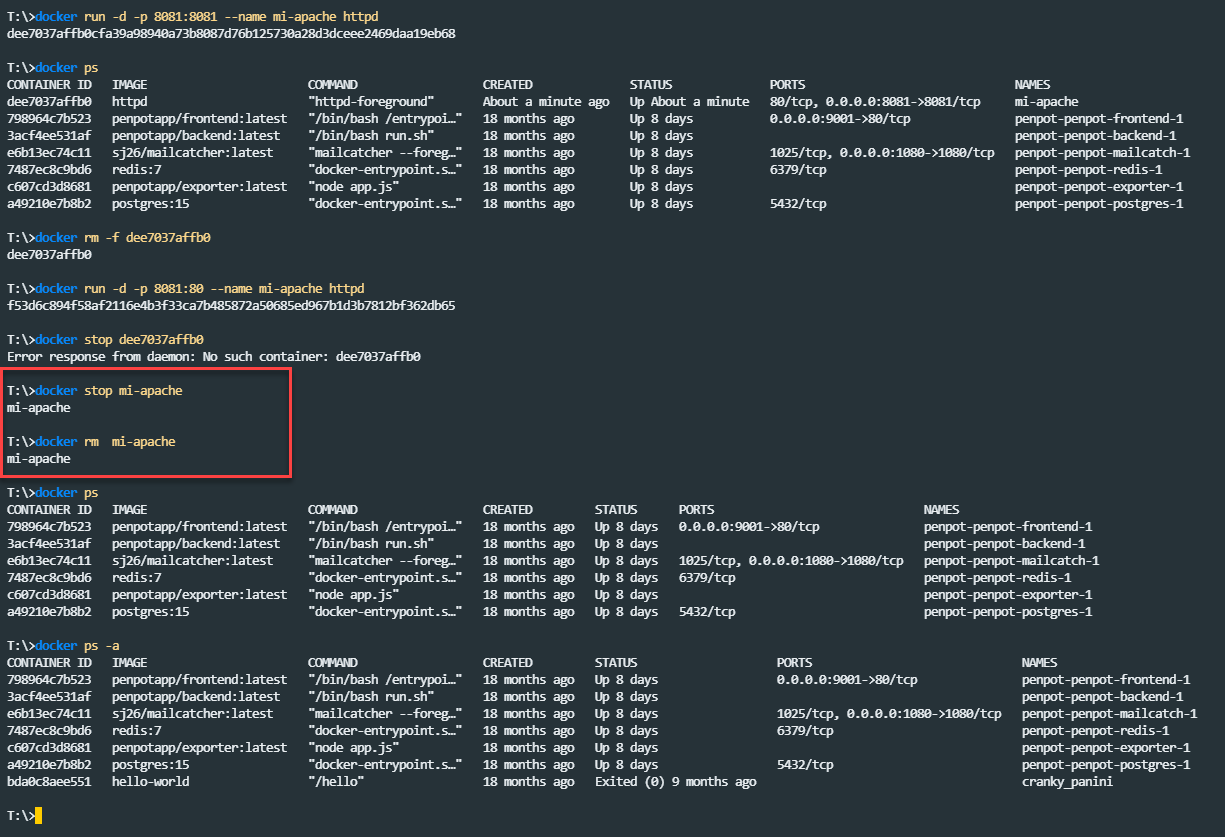 T:\>docker run -d -p 8081:8081 --name mi-apache httpd
dee7037affb0cfa39a98940a73b8087d76b125730a28d3dceee2469daa19eb68
T:\>docker ps
CONTAINER ID IMAGE COMMAND CREATED STATUS PORTS NAMES
dee7037affb0 httpd "httpd-foreground" About a minute ago Up About a minute 80/tcp, 0.0.0.0:8081->8081/tcp mi-apache
798964c7b523 penpotapp/frontend:latest "/bin/bash /entrypoi…" 18 months ago Up 8 days 0.0.0.0:9001->80/tcp penpot-penpot-frontend-1
3acf4ee531af penpotapp/backend:latest "/bin/bash run.sh" 18 months ago Up 8 days penpot-penpot-backend-1
e6b13ec74c11 sj26/mailcatcher:latest "mailcatcher --foreg…" 18 months ago Up 8 days 1025/tcp, 0.0.0.0:1080->1080/tcp penpot-penpot-mailcatch-1
7487ec8c9bd6 redis:7 "docker-entrypoint.s…" 18 months ago Up 8 days 6379/tcp penpot-penpot-redis-1
c607cd3d8681 penpotapp/exporter:latest "node app.js" 18 months ago Up 8 days penpot-penpot-exporter-1
a49210e7b8b2 postgres:15 "docker-entrypoint.s…" 18 months ago Up 8 days 5432/tcp penpot-penpot-postgres-1
T:\>docker rm -f dee7037affb0
dee7037affb0
T:\>docker run -d -p 8081:80 --name mi-apache httpd
f53d6c894f58af2116e4b3f33ca7b485872a50685ed967b1d3b7812bf362db65
T:\>docker stop dee7037affb0
Error response from daemon: No such container: dee7037affb0
T:\>docker stop mi-apache
mi-apache
T:\>docker rm  mi-apache
mi-apache
T:\>docker ps
CONTAINER ID IMAGE COMMAND CREATED STATUS PORTS NAMES
798964c7b523 penpotapp/frontend:latest "/bin/bash /entrypoi…" 18 months ago Up 8 days 0.0.0.0:9001->80/tcp penpot-penpot-frontend-1
3acf4ee531af penpotapp/backend:latest "/bin/bash run.sh" 18 months ago Up 8 days penpot-penpot-backend-1
e6b13ec74c11 sj26/mailcatcher:latest "mailcatcher --foreg…" 18 months ago Up 8 days 1025/tcp, 0.0.0.0:1080->1080/tcp penpot-penpot-mailcatch-1
7487ec8c9bd6 redis:7 "docker-entrypoint.s…" 18 months ago Up 8 days 6379/tcp penpot-penpot-redis-1
c607cd3d8681 penpotapp/exporter:latest "node app.js" 18 months ago Up 8 days penpot-penpot-exporter-1
a49210e7b8b2 postgres:15 "docker-entrypoint.s…" 18 months ago Up 8 days 5432/tcp penpot-penpot-postgres-1
T:\>docker ps -a
CONTAINER ID IMAGE COMMAND CREATED STATUS PORTS NAMES
798964c7b523 penpotapp/frontend:latest "/bin/bash /entrypoi…" 18 months ago Up 8 days 0.0.0.0:9001->80/tcp penpot-penpot-frontend-1
3acf4ee531af penpotapp/backend:latest "/bin/bash run.sh" 18 months ago Up 8 days penpot-penpot-backend-1
e6b13ec74c11 sj26/mailcatcher:latest "mailcatcher --foreg…" 18 months ago Up 8 days 1025/tcp, 0.0.0.0:1080->1080/tcp penpot-penpot-mailcatch-1
7487ec8c9bd6 redis:7 "docker-entrypoint.s…" 18 months ago Up 8 days 6379/tcp penpot-penpot-redis-1
c607cd3d8681 penpotapp/exporter:latest "node app.js" 18 months ago Up 8 days penpot-penpot-exporter-1
a49210e7b8b2 postgres:15 "docker-entrypoint.s…" 18 months ago Up 8 days 5432/tcp penpot-penpot-postgres-1
bda0c8aee551 hello-world "/hello" 18 months ago Exited (0) 9 months ago cranky_panini
T:\>